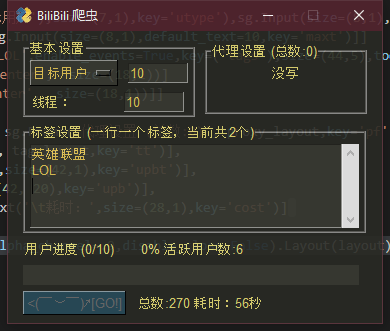 BiliBili 爬虫
基本设置
目标用户 10
线程： 10
代理设置 (总数:0)
没写
标签设置 (一行一个标签，当前共2个)
英雄联盟
LOL
用户进度 (0/10) 0% 活跃用户数:6
总数:270 耗时：56秒